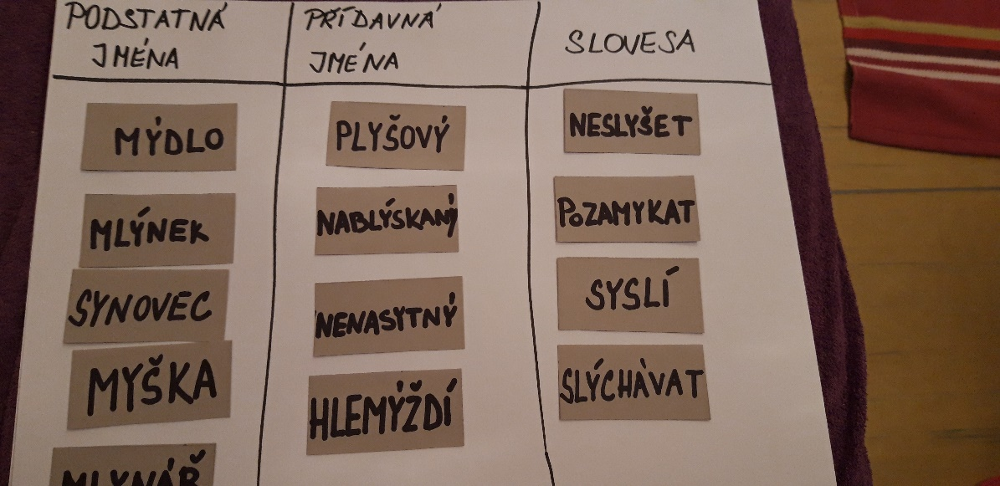 PODSTATNÁ
JMÉNA
PŘÍDAVNÁ
JMÉNA
SLOVESA
MÝDLO
MLÝNEK
SYNOVEC
MYŠKA
MLYNÁŘ
PLYŠOVÝ
NABLÝSKANÝ
NENASYTNÝ
HLEMÝŽDÍ
NESLYŠET
POZAMYKAT
SYSLÍ
SLÝCHÁVAT